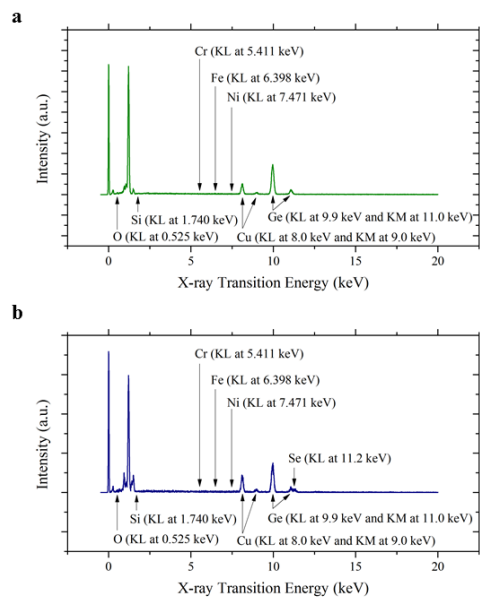 a
Cr (KL at 5.411 keV)
Fe (KL at 6.398 keV)
Ni (KL at 7.471 keV)
Intensity (a.u.)
Si (KL at 1.740 keV)
Ge (KL at 9.9 keV and KM at 11.0 keV)
O (KL at 0.525 keV)
Cu (KL at 8.0 keV and KM at 9.0 keV)
0 5 10 15 20
X-ray Transition Energy (keV)
b
Cr (KL at 5.411 keV)
Fe (KL at 6.398 keV)
Ni (KL at 7.471 keV)
Se (KL at 11.2 keV)
Intensity (a.u.)
Si (KL at 1.740 keV)
Ge (KL at 9.9 keV and KM at 11.0 keV)
O (KL at 0.525 keV)
Cu (KL at 8.0 keV and KM at 9.0 keV)
0 5 10 15 20
X-ray Transition Energy (keV)